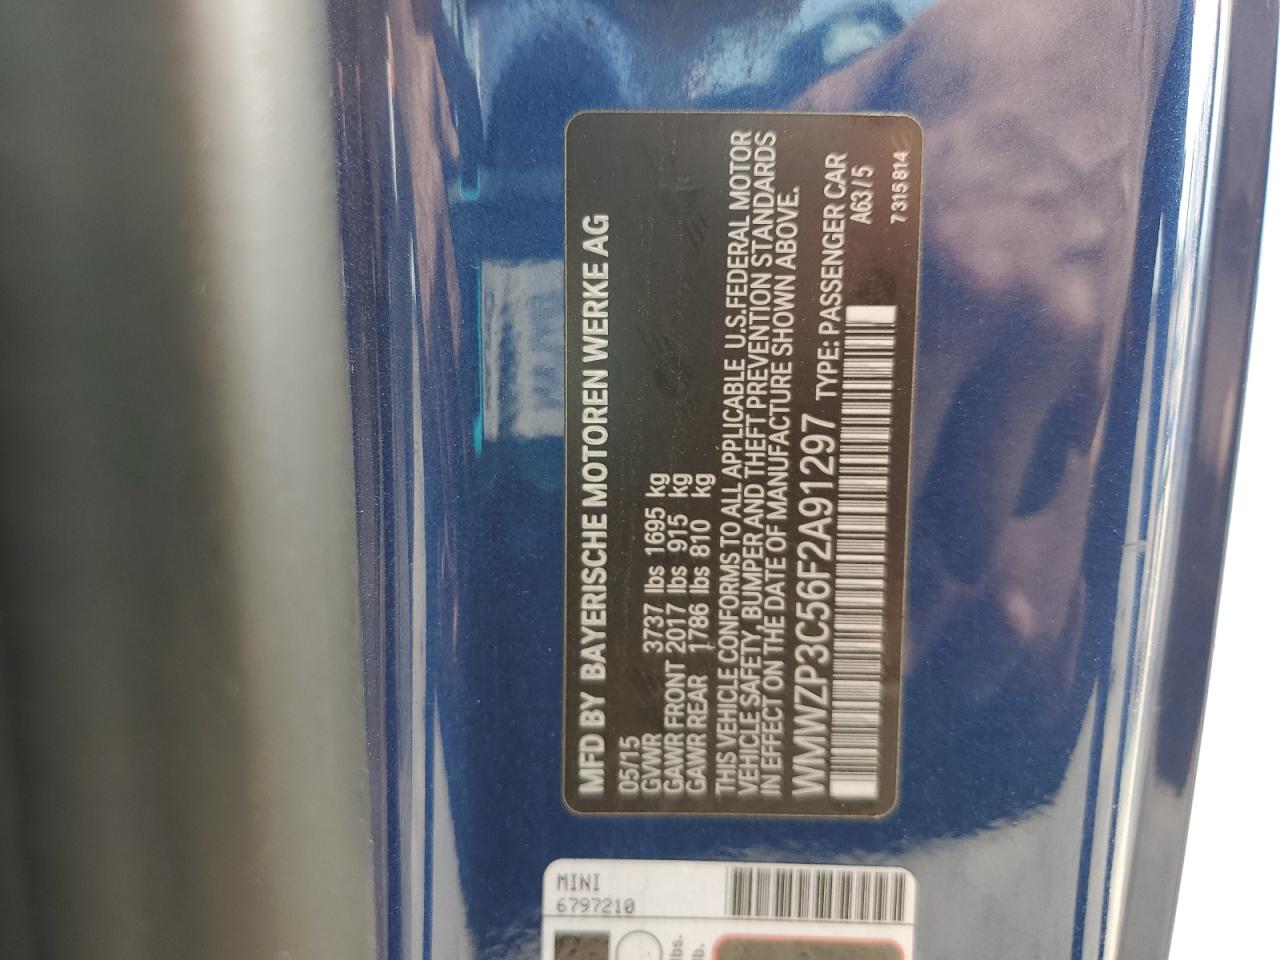 MFD BY BAYERISCHE MOTOREN WERKE AG
05/15
GVWR 3737 lbs 1695 kg
GAWR FRONT 2017 lbs 915 kg
GAWR REAR 1786 lbs 810 kg
THIS VEHICLE CONFORMS TO ALL APPLICABLE U.S.FEDERAL MOTOR
VEHICLE SAFETY, BUMPER AND THEFT PREVENTION STANDARDS
IN EFFECT ON THE DATE OF MANUFACTURE SHOWN ABOVE.
WMWZP3C56F2A91297 TYPE: PASSENGER CAR
A63/5
7315814
MINI
6797210
lbs.
lb.